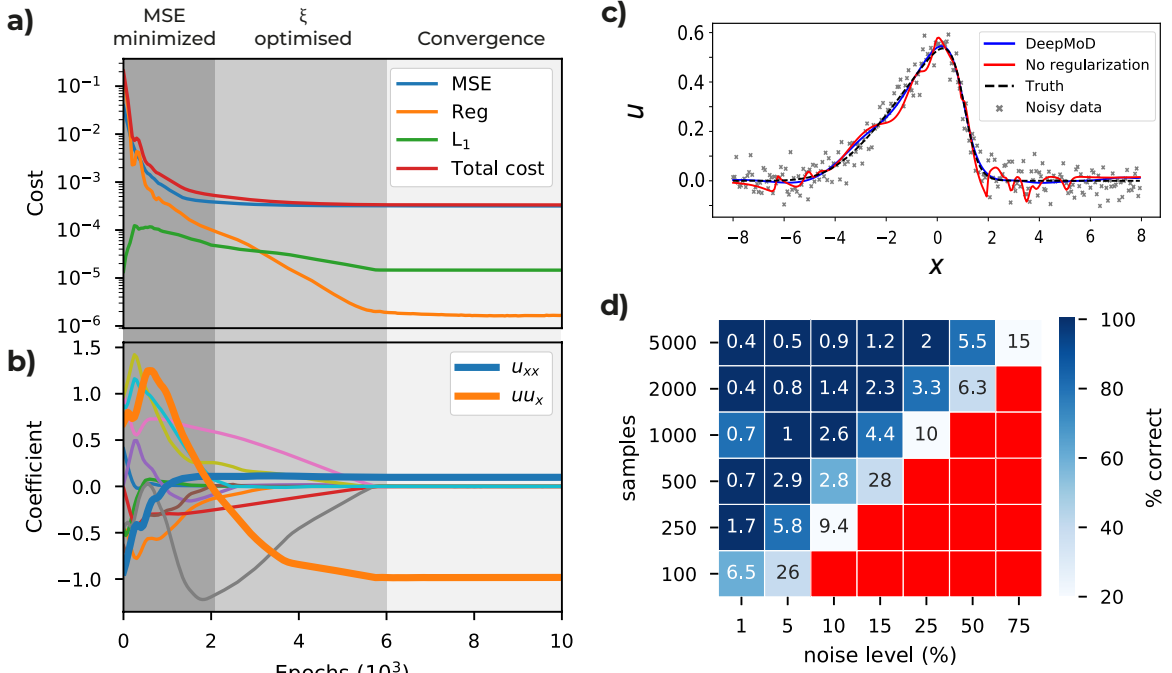 a)
MSE
minimized
ξ
optimised
Convergence
10⁻¹
10⁻²
10⁻³
10⁻⁴
10⁻⁵
10⁻⁶
Cost
MSE
Reg
L₁
Total cost
b)
1.5
1.0
0.5
0.0
−0.5
−1.0
Coefficient
uₓₓ
uuₓ
0 2 4 6 8 10
Epochs (10³)
c)
0.6
0.4
0.2
0.0
u
DeepMoD
No regularization
Truth
Noisy data
−8 −6 −4 −2 0 2 4 6 8
x
d)
samples
5000 0.4 0.5 0.9 1.2 2 5.5 15
2000 0.4 0.8 1.4 2.3 3.3 6.3
1000 0.7 1 2.6 4.4 10
500 0.7 2.9 2.8 28
250 1.7 5.8 9.4
100 6.5 26
1 5 10 15 25 50 75
noise level (%)
100
80
60
40
20
% correct